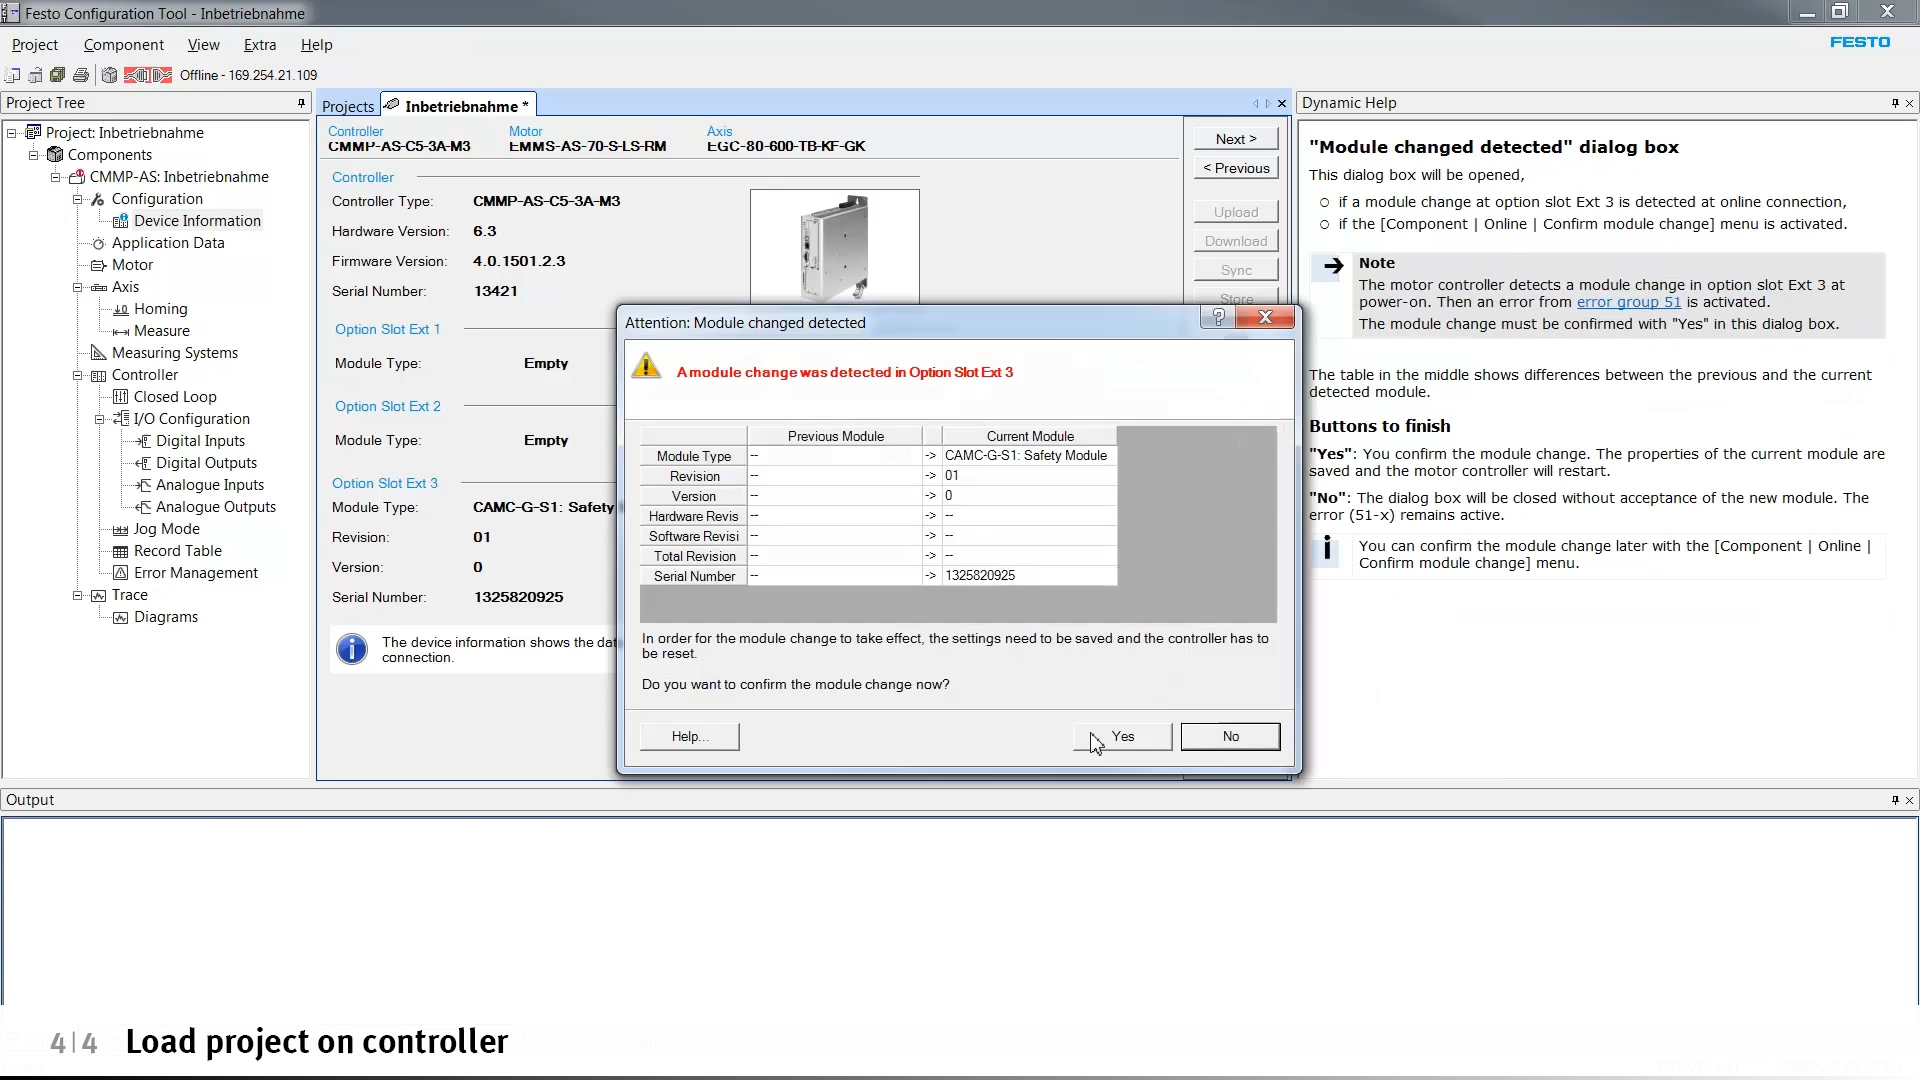 Festo Configuration Tool - Inbetriebnahme
Project Component View Extra Help
FESTO
Offline - 169.254.21.109
Project Tree
Project: Inbetriebnahme
Components
CMMP-AS: Inbetriebnahme
Configuration
Device Information
Application Data
Motor
Axis
Homing
Measure
Measuring Systems
Controller
Closed Loop
I/O Configuration
Digital Inputs
Digital Outputs
Analogue Inputs
Analogue Outputs
Jog Mode
Record Table
Error Management
Trace
Diagrams
Projects Inbetriebnahme *
Controller Motor Axis
CMMP-AS-C5-3A-M3 EMMS-AS-70-S-LS-RM EGC-80-600-TB-KF-GK
Controller
Controller Type: CMMP-AS-C5-3A-M3
Hardware Version: 6.3
Firmware Version: 4.0.1501.2.3
Serial Number: 13421
Option Slot Ext 1
Module Type: Empty
Option Slot Ext 2
Module Type: Empty
Option Slot Ext 3
Module Type: CAMC-G-S1: Safety
Revision: 01
Version: 0
Serial Number: 1325820925
The device information shows the dat
connection.
Next >
< Previous
Upload
Download
Sync
Store
Attention: Module changed detected
A module change was detected in Option Slot Ext 3
Previous Module Current Module
Module Type -- -> CAMC-G-S1: Safety Module
Revision -- -> 01
Version -- -> 0
Hardware Revis -- -> --
Software Revisi -- -> --
Total Revision -- -> --
Serial Number -- -> 1325820925
In order for the module change to take effect, the settings need to be saved and the controller has to
be reset.
Do you want to confirm the module change now?
Help... Yes No
Dynamic Help
"Module changed detected" dialog box
This dialog box will be opened,
if a module change at option slot Ext 3 is detected at online connection,
if the [Component | Online | Confirm module change] menu is activated.
Note
The motor controller detects a module change in option slot Ext 3 at
power-on. Then an error from error group 51 is activated.
The module change must be confirmed with "Yes" in this dialog box.
The table in the middle shows differences between the previous and the current
detected module.
Buttons to finish
"Yes": You confirm the module change. The properties of the current module are
saved and the motor controller will restart.
"No": The dialog box will be closed without acceptance of the new module. The
error (51-x) remains active.
You can confirm the module change later with the [Component | Online |
Confirm module change] menu.
Output
4|4 Load project on controller